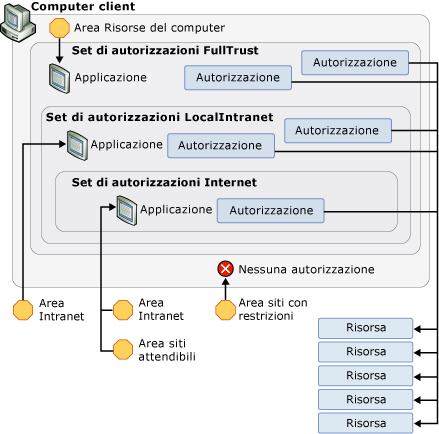 Computer client
Area Risorse del computer
Set di autorizzazioni FullTrust
Autorizzazione
Applicazione
Autorizzazione
Set di autorizzazioni LocalIntranet
Autorizzazione
Applicazione
Autorizzazione
Set di autorizzazioni Internet
Applicazione
Autorizzazione
Nessuna autorizzazione
Area
Intranet
Area
Intranet
Area siti con
restrizioni
Area siti
attendibili
Risorsa
Risorsa
Risorsa
Risorsa
Risorsa